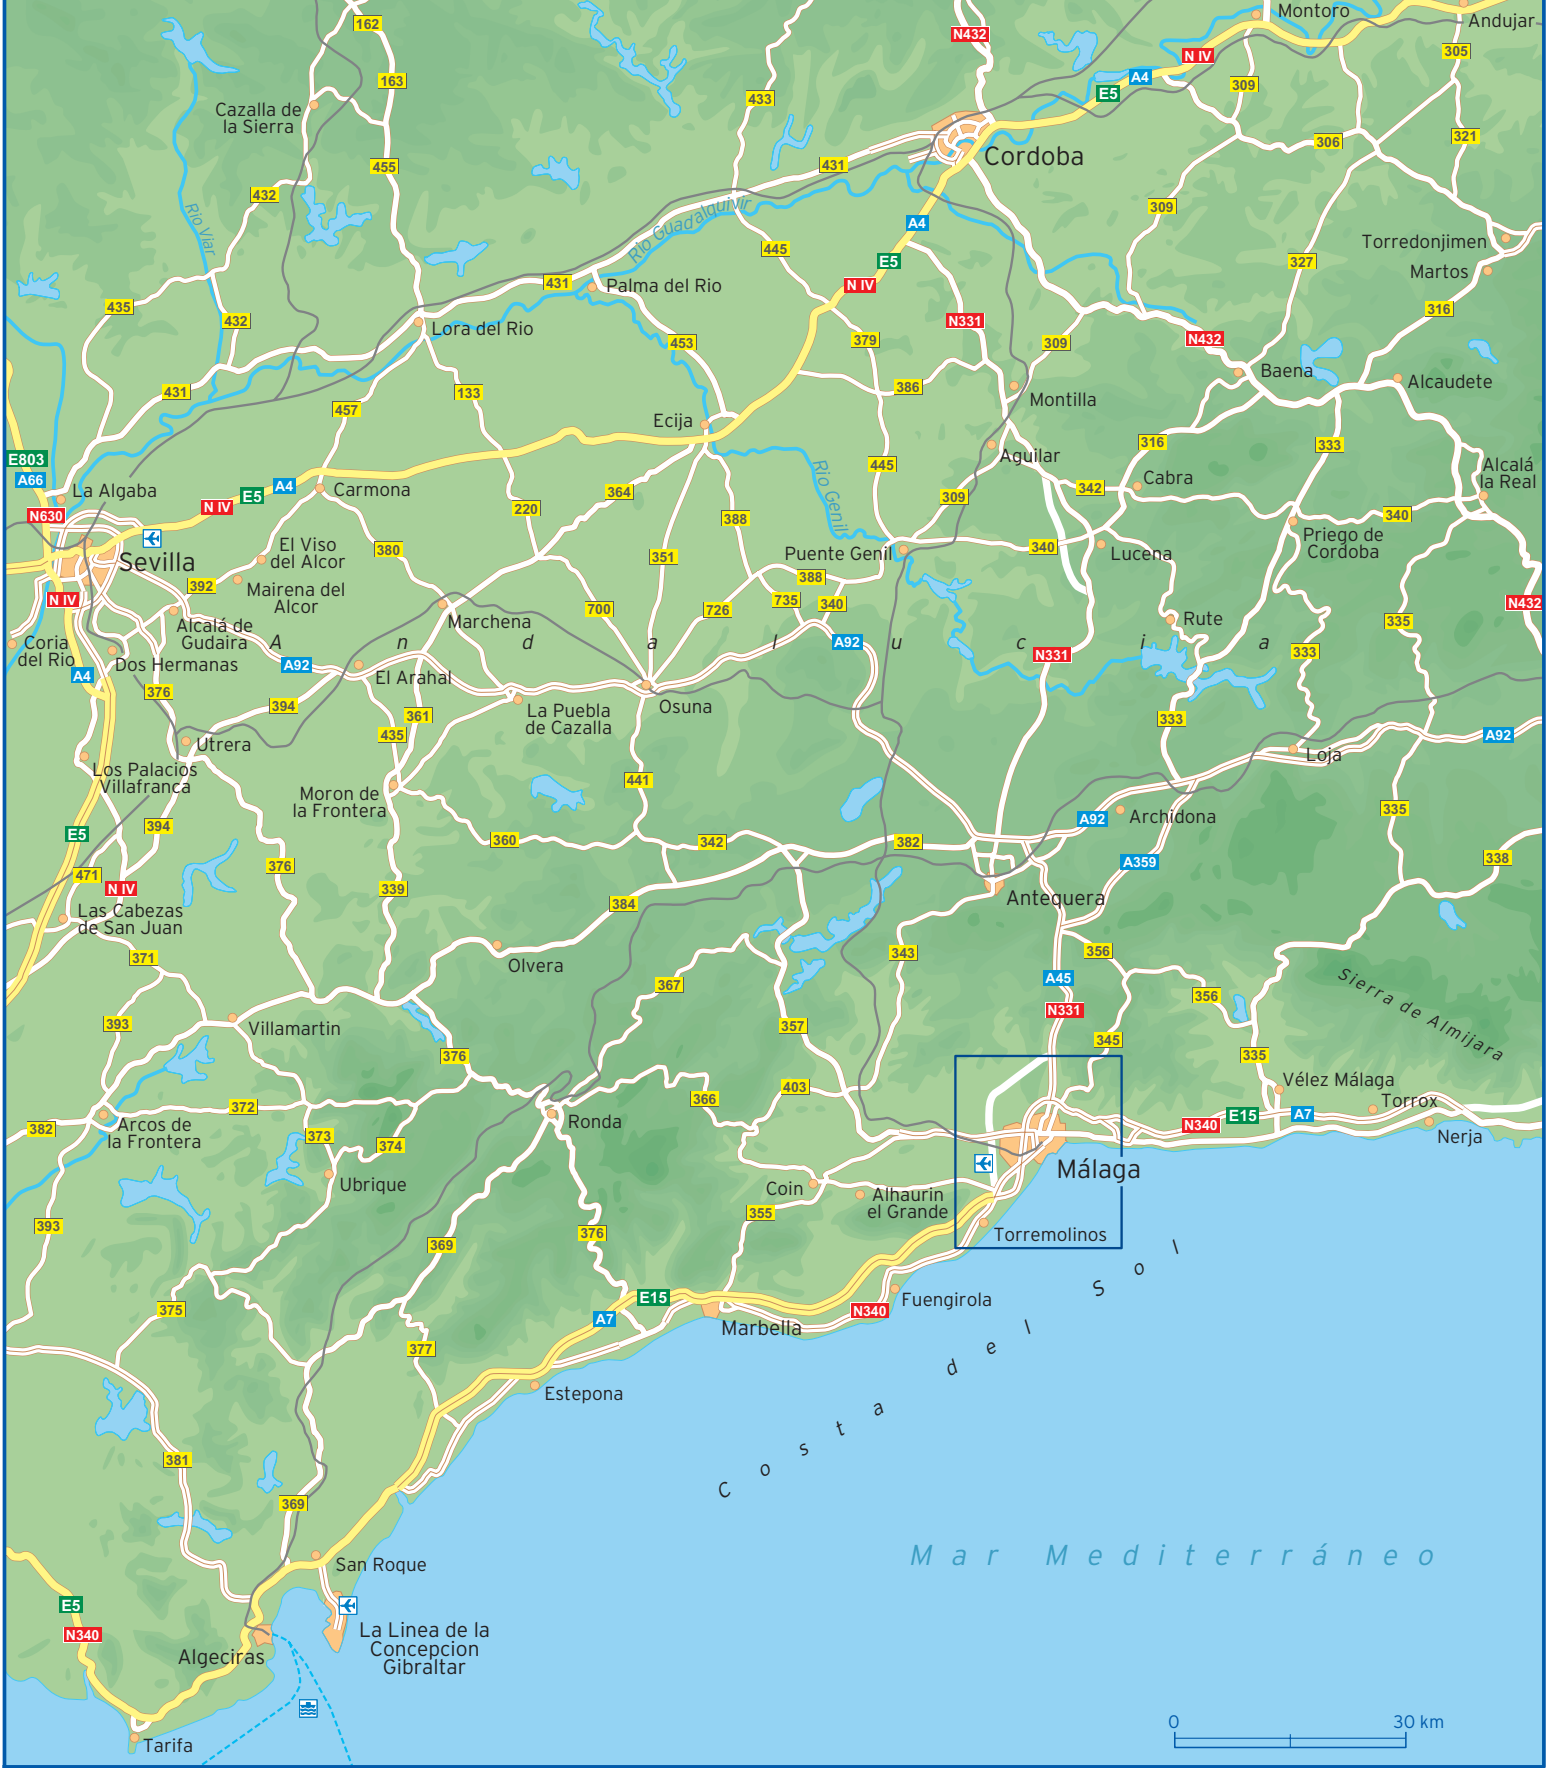 162
N432
Montoro
Andujar
N IV
305
163
A4
309
E5
433
Cazalla de
la Sierra
306
321
Cordoba
455
431
432
309
Rio Viar
Rio Guadalquivir
A4
445
Torredonjimen
327
E5
Martos
N IV
431
Palma del Rio
435
316
432
Lora del Rio
N331
453
379
309
N432
Baena
Alcaudete
431
133
386
457
Montilla
Ecija
316
333
Aguilar
E803
A66
445
Alcalá
la Real
Rio Genil
La Algaba
A4
E5
Carmona
364
342
Cabra
309
N IV
220
N630
388
340
Priego de
Cordoba
Sevilla
El Viso
del Alcor
380
351
Puente Genil
340
Lucena
392
Mairena del
Alcor
388
N IV
735
340
700
726
N432
Marchena
Rute
335
Alcalá de
Gudaira
Coria
del Rio
A n d a l u c i a
A92
N331
333
Dos Hermanas
A92
A4
El Arahal
376
394
361
La Puebla
de Cazalla
Osuna
333
435
A92
Utrera
Loja
Los Palacios
Villafranca
441
Moron de
la Frontera
335
394
A92
Archidona
E5
360
342
382
376
A359
338
471
N IV
339
Antequera
384
Las Cabezas
de San Juan
343
356
371
Olvera
A45
367
356
Sierra de Almijara
N331
393
Villamartin
357
345
376
335
403
Vélez Málaga
366
372
Torrox
Ronda
E15
A7
N340
382
Arcos de
la Frontera
373
374
Nerja
Málaga
Ubrique
Coin
Alhaurin
el Grande
393
355
376
Torremolinos
369
E15
Fuengirola
375
N340
A7
Marbella
377
Estepona
Costa del Sol
381
369
Mar Mediterráneo
San Roque
E5
N340
La Linea de la
Concepcion
Gibraltar
Algeciras
Tarifa
0 30 km